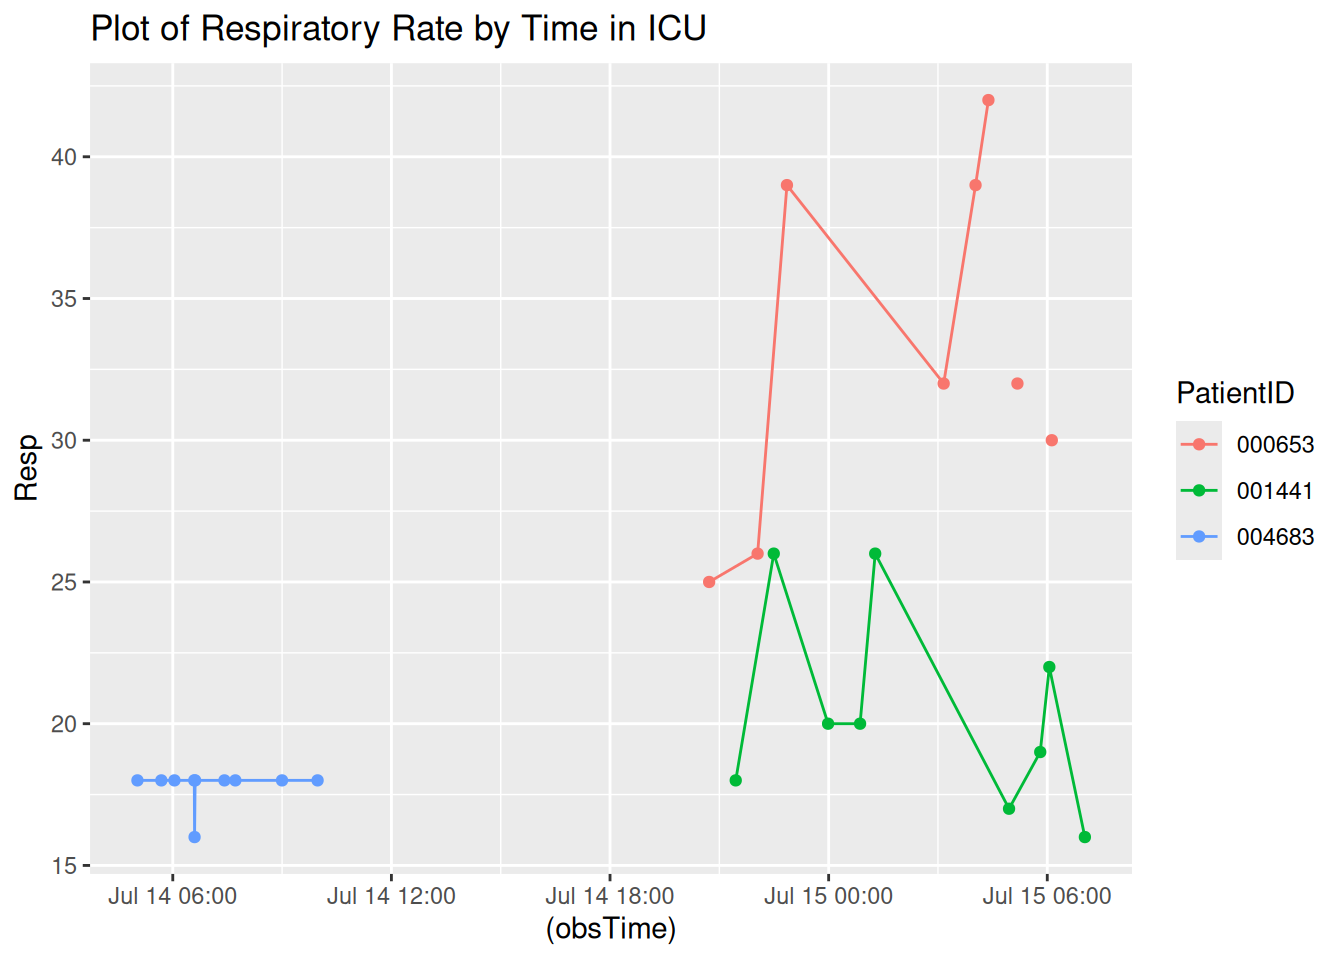 Plot of Respiratory Rate by Time in ICU
Resp
40
35
30
25
20
15
Jul 14 06:00
Jul 14 12:00
Jul 14 18:00
Jul 15 00:00
Jul 15 06:00
(obsTime)
PatientID
000653
001441
004683